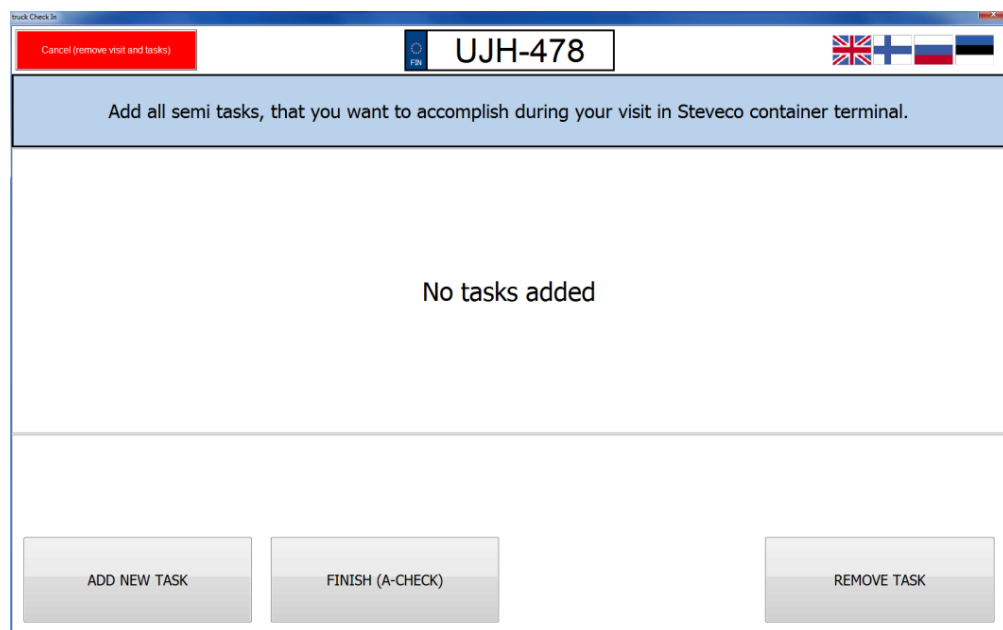 truck Check In
Cancel (remove visit and tasks)
FIN
UJH-478
Add all semi tasks, that you want to accomplish during your visit in Steveco container terminal.
No tasks added
ADD NEW TASK
FINISH (A-CHECK)
REMOVE TASK